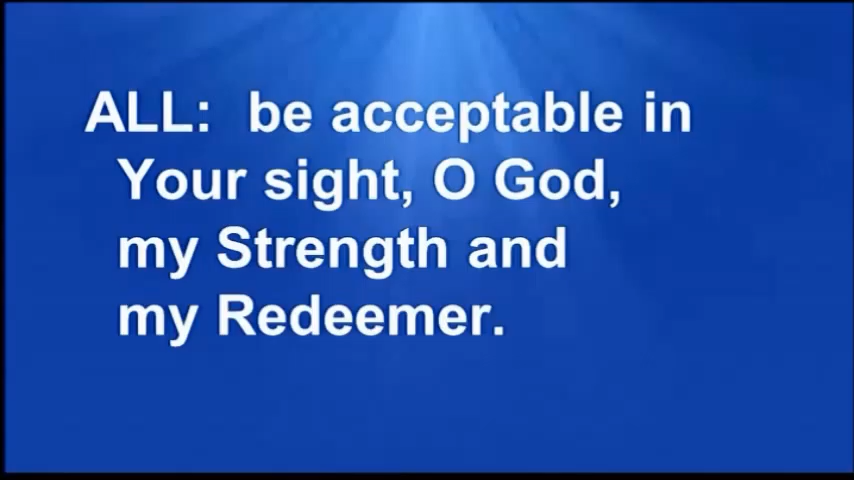 ALL: be acceptable in
Your sight, O God,
my Strength and
my Redeemer.